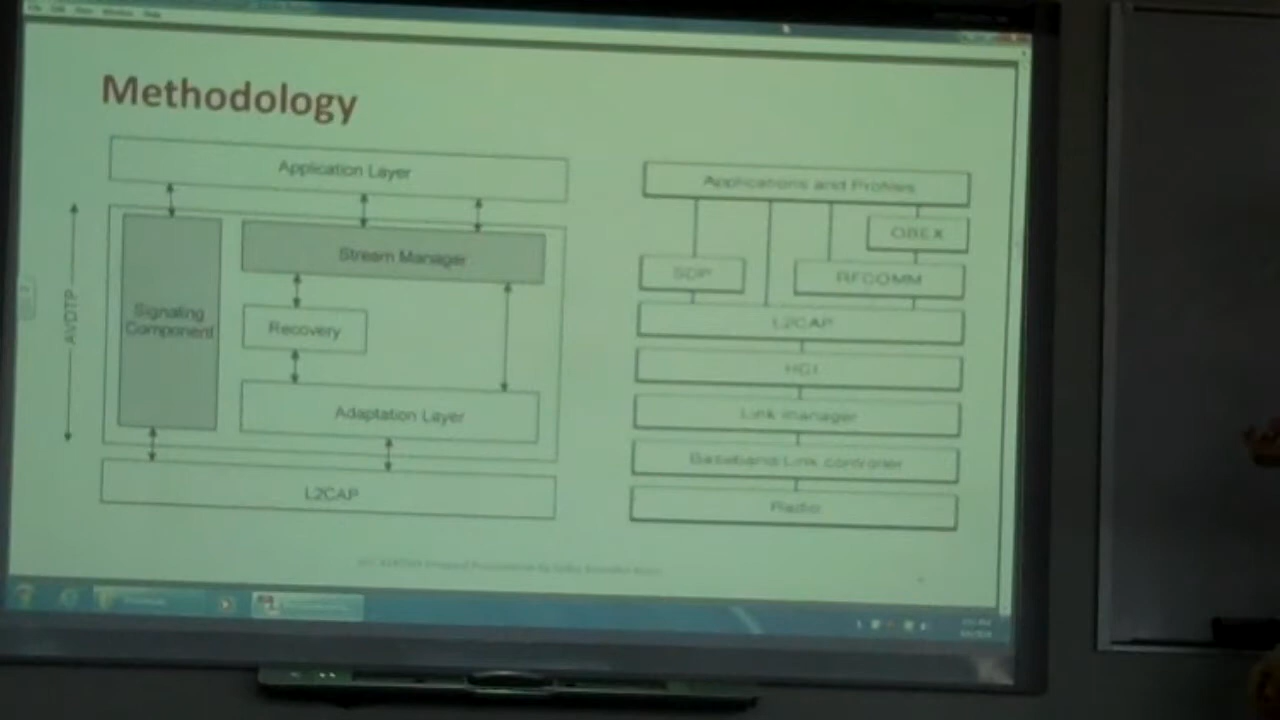 Methodology
Application Layer
Stream Manager
Signaling
Component
Recovery
Adaptation Layer
AVDTP
L2CAP
Applications and Profiles
OBEX
SDP
RFCOMM
L2CAP
HCI
Link manager
Baseband Link controller
Radio